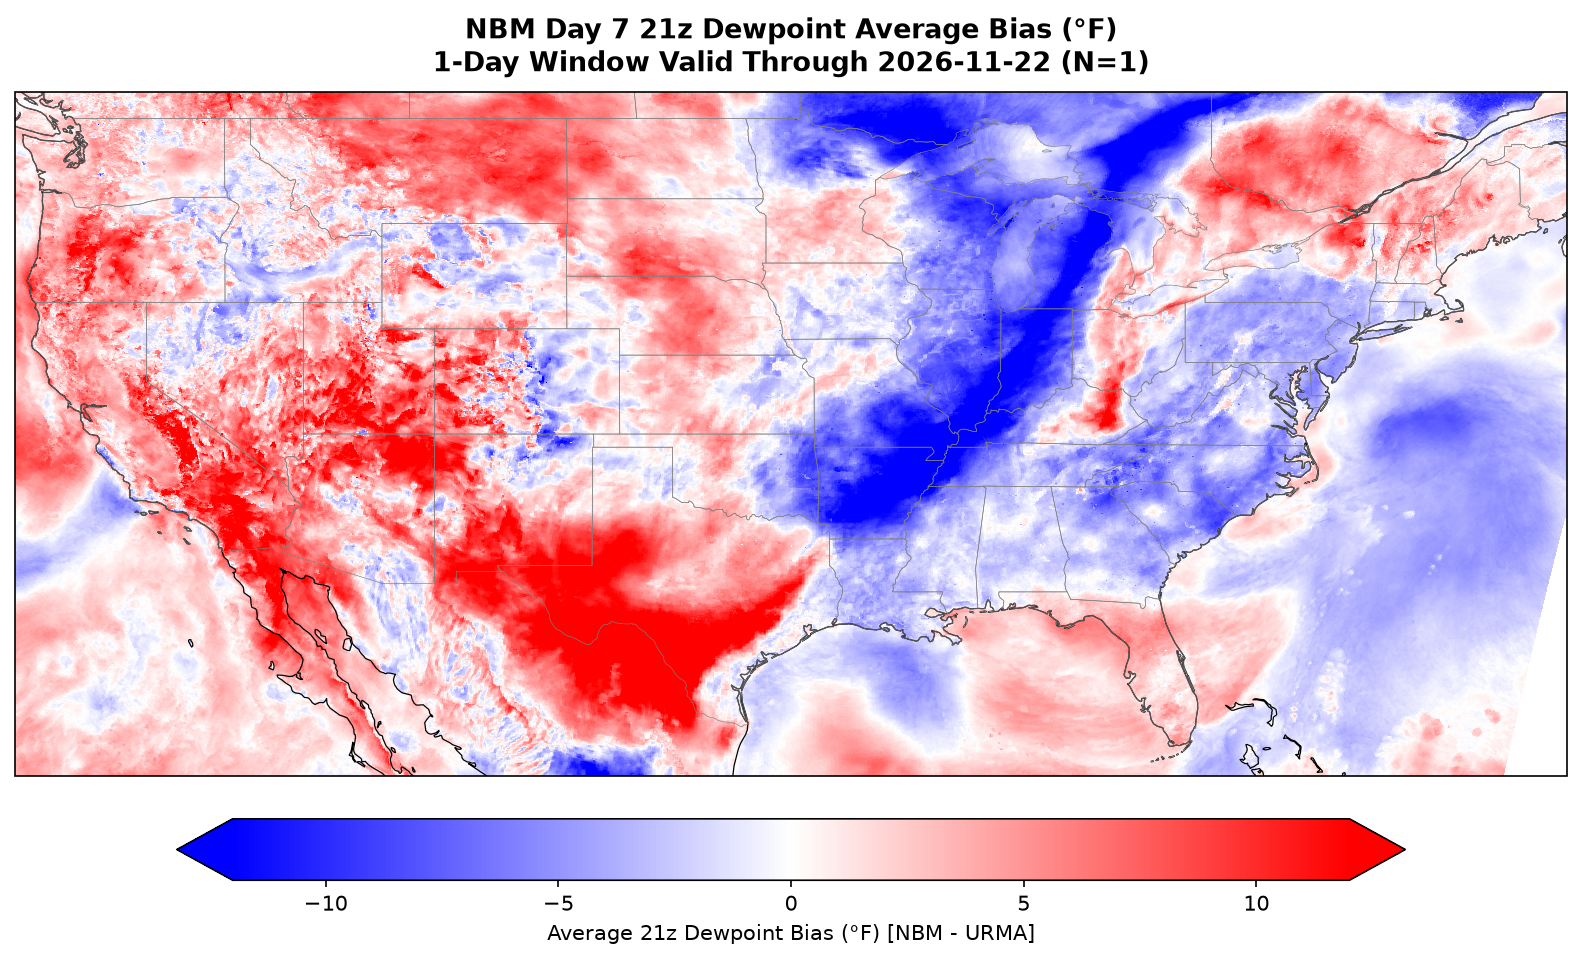 NBM Day 7 21z Dewpoint Average Bias (°F)
1-Day Window Valid Through 2026-11-22 (N=1)
−10 −5 0 5 10
Average 21z Dewpoint Bias (°F) [NBM - URMA]